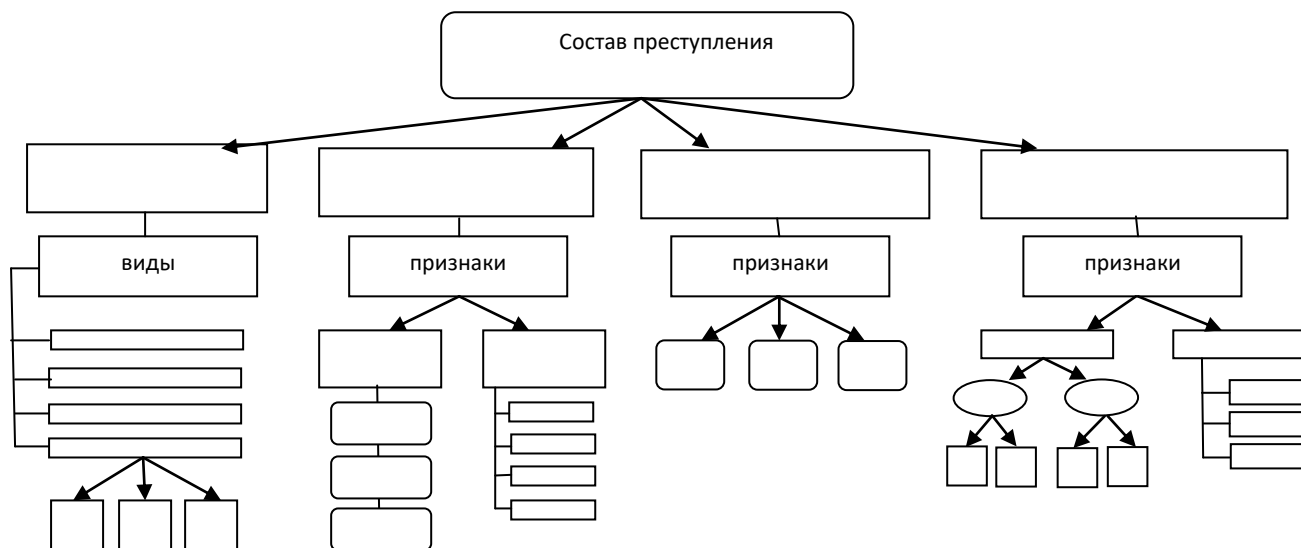 Состав преступления
виды
признаки
признаки
признаки